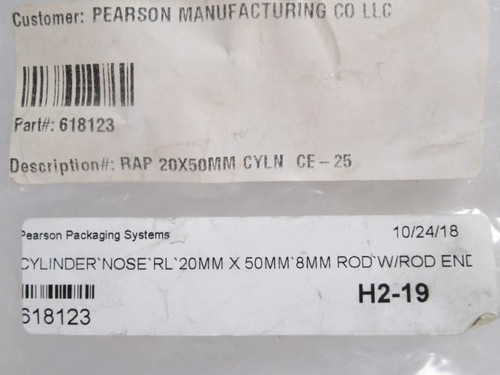 Customer: PEARSON MANUFACTURING CO LLC
Part#: 618123
Description#: RAP 20X50MM CYLN CE-25
Pearson Packaging Systems 10/24/18
CYLINDER`NOSE`RL`20MM X 50MM`8MM ROD`W/ROD END
H2-19
618123